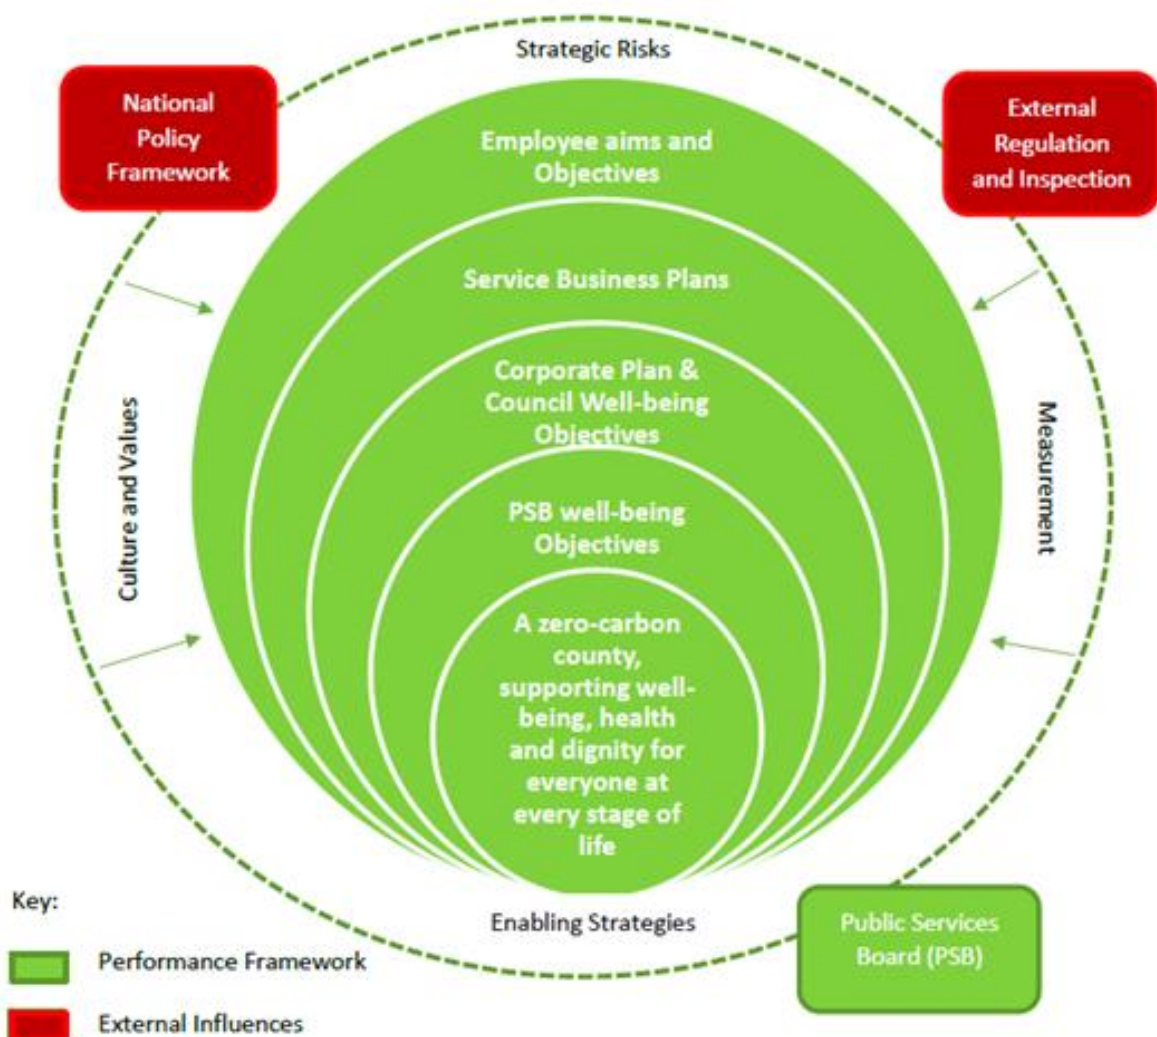 Strategic Risks
National
Policy
Framework
External
Regulation
and Inspection
Employee aims and
Objectives
Service Business Plans
Corporate Plan &
Council Well-being
Objectives
Culture and Values
Measurement
PSB well-being
Objectives
A zero-carbon
county,
supporting well-
being, health
and dignity for
everyone at
every stage of
life
Enabling Strategies
Public Services
Board (PSB)
Key:
Performance Framework
External Influences